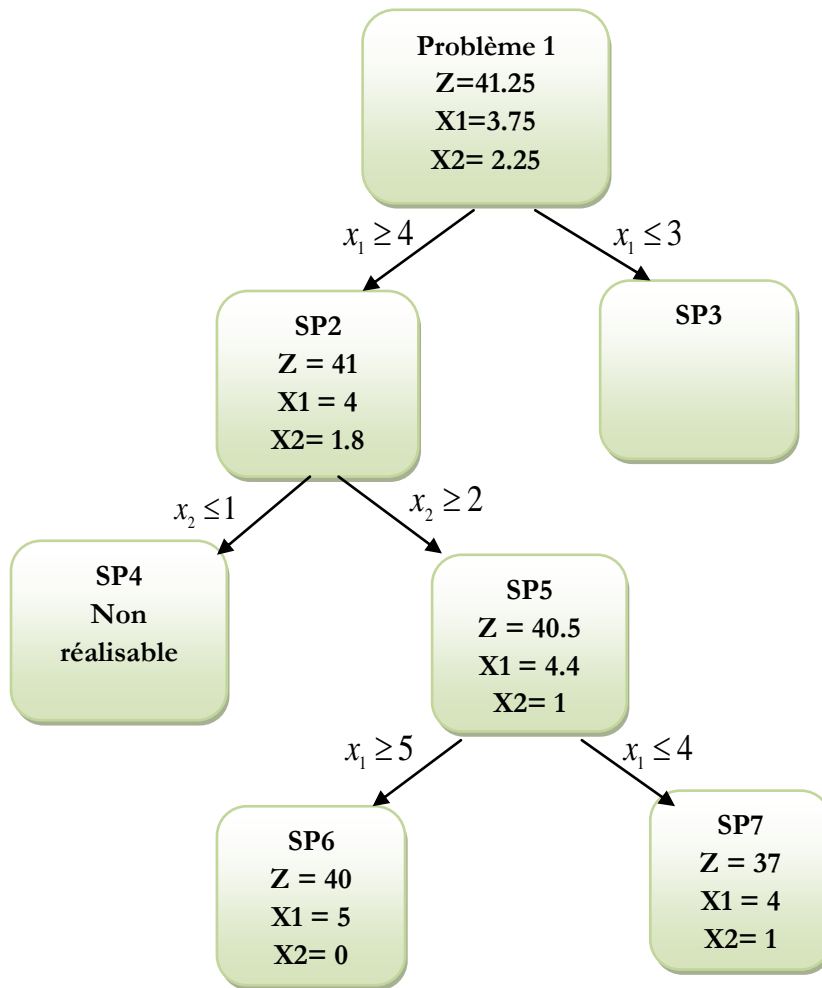 Problème 1
Z=41.25
X1=3.75
X2= 2.25
x₁ ≥ 4
x₁ ≤ 3
SP2
Z = 41
X1 = 4
X2= 1.8
SP3
x₂ ≤ 1
x₂ ≥ 2
SP4
Non
réalisable
SP5
Z = 40.5
X1 = 4.4
X2= 1
x₁ ≥ 5
x₁ ≤ 4
SP6
Z = 40
X1 = 5
X2= 0
SP7
Z = 37
X1 = 4
X2= 1